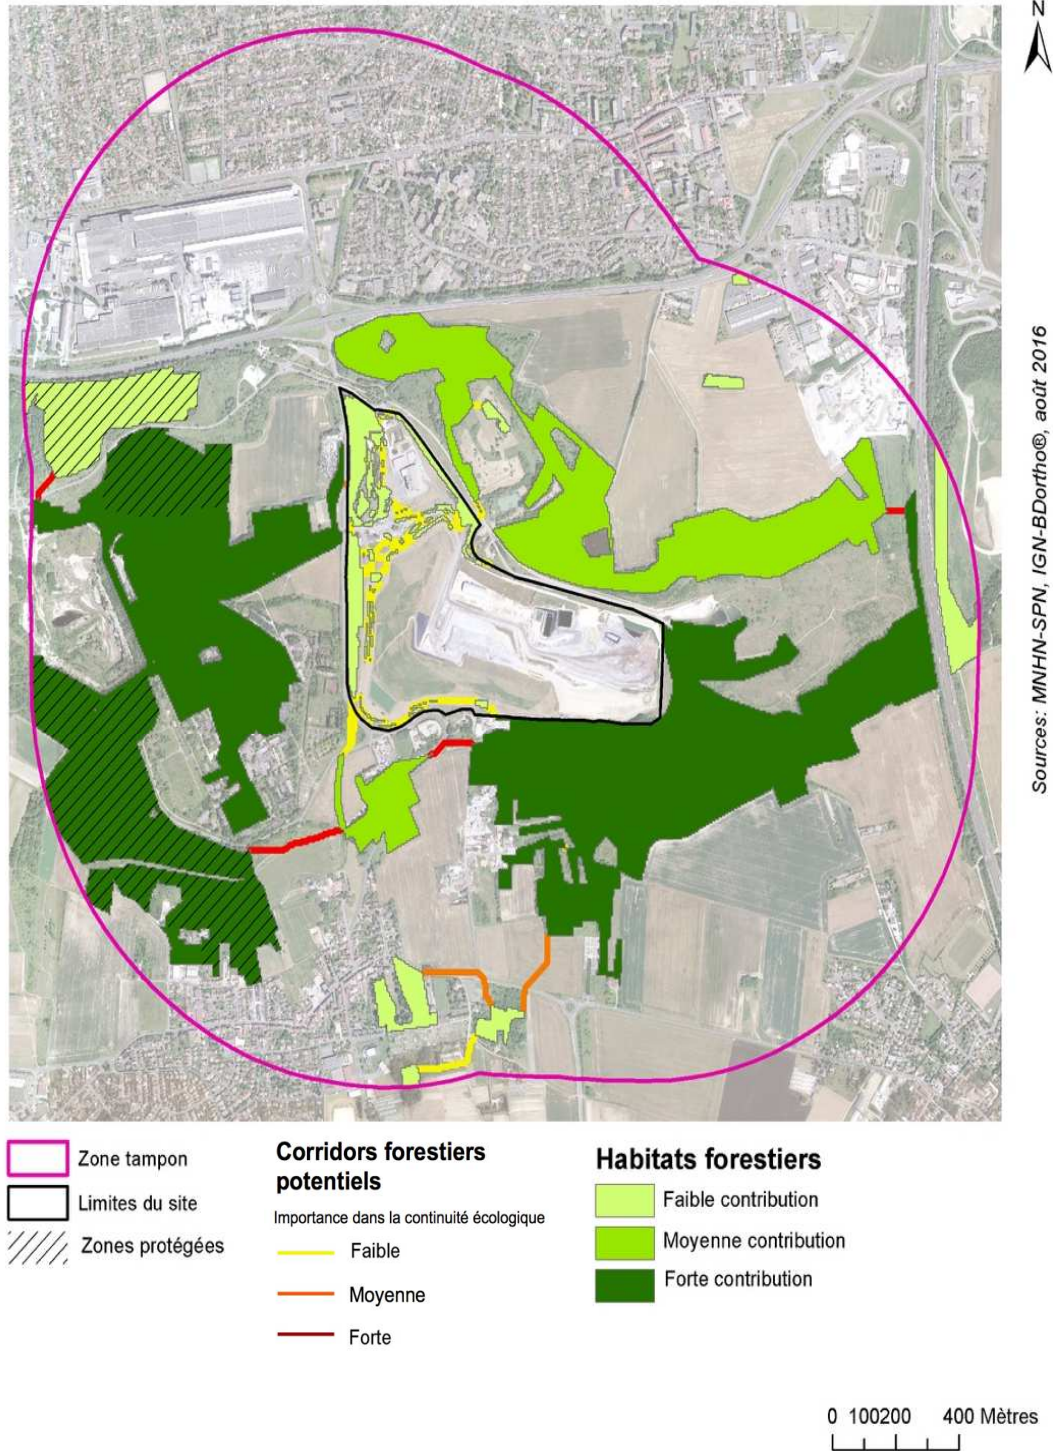 N
Sources: MNHN-SPN, IGN-BDortho®, août 2016
Zone tampon
Limites du site
Zones protégées
Corridors forestiers
potentiels
Importance dans la continuité écologique
Faible
Moyenne
Forte
Habitats forestiers
Faible contribution
Moyenne contribution
Forte contribution
0 100200 400 Mètres